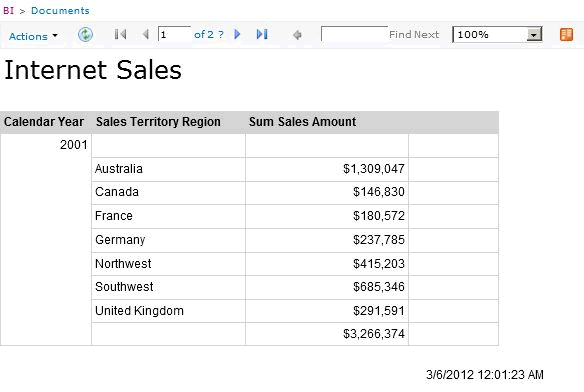 BI > Documents
Actions 1 of 2 ? Find Next 100%
Internet Sales
Calendar Year Sales Territory Region Sum Sales Amount
2001
Australia $1,309,047
Canada $146,830
France $180,572
Germany $237,785
Northwest $415,203
Southwest $685,346
United Kingdom $291,591
$3,266,374
3/6/2012 12:01:23 AM